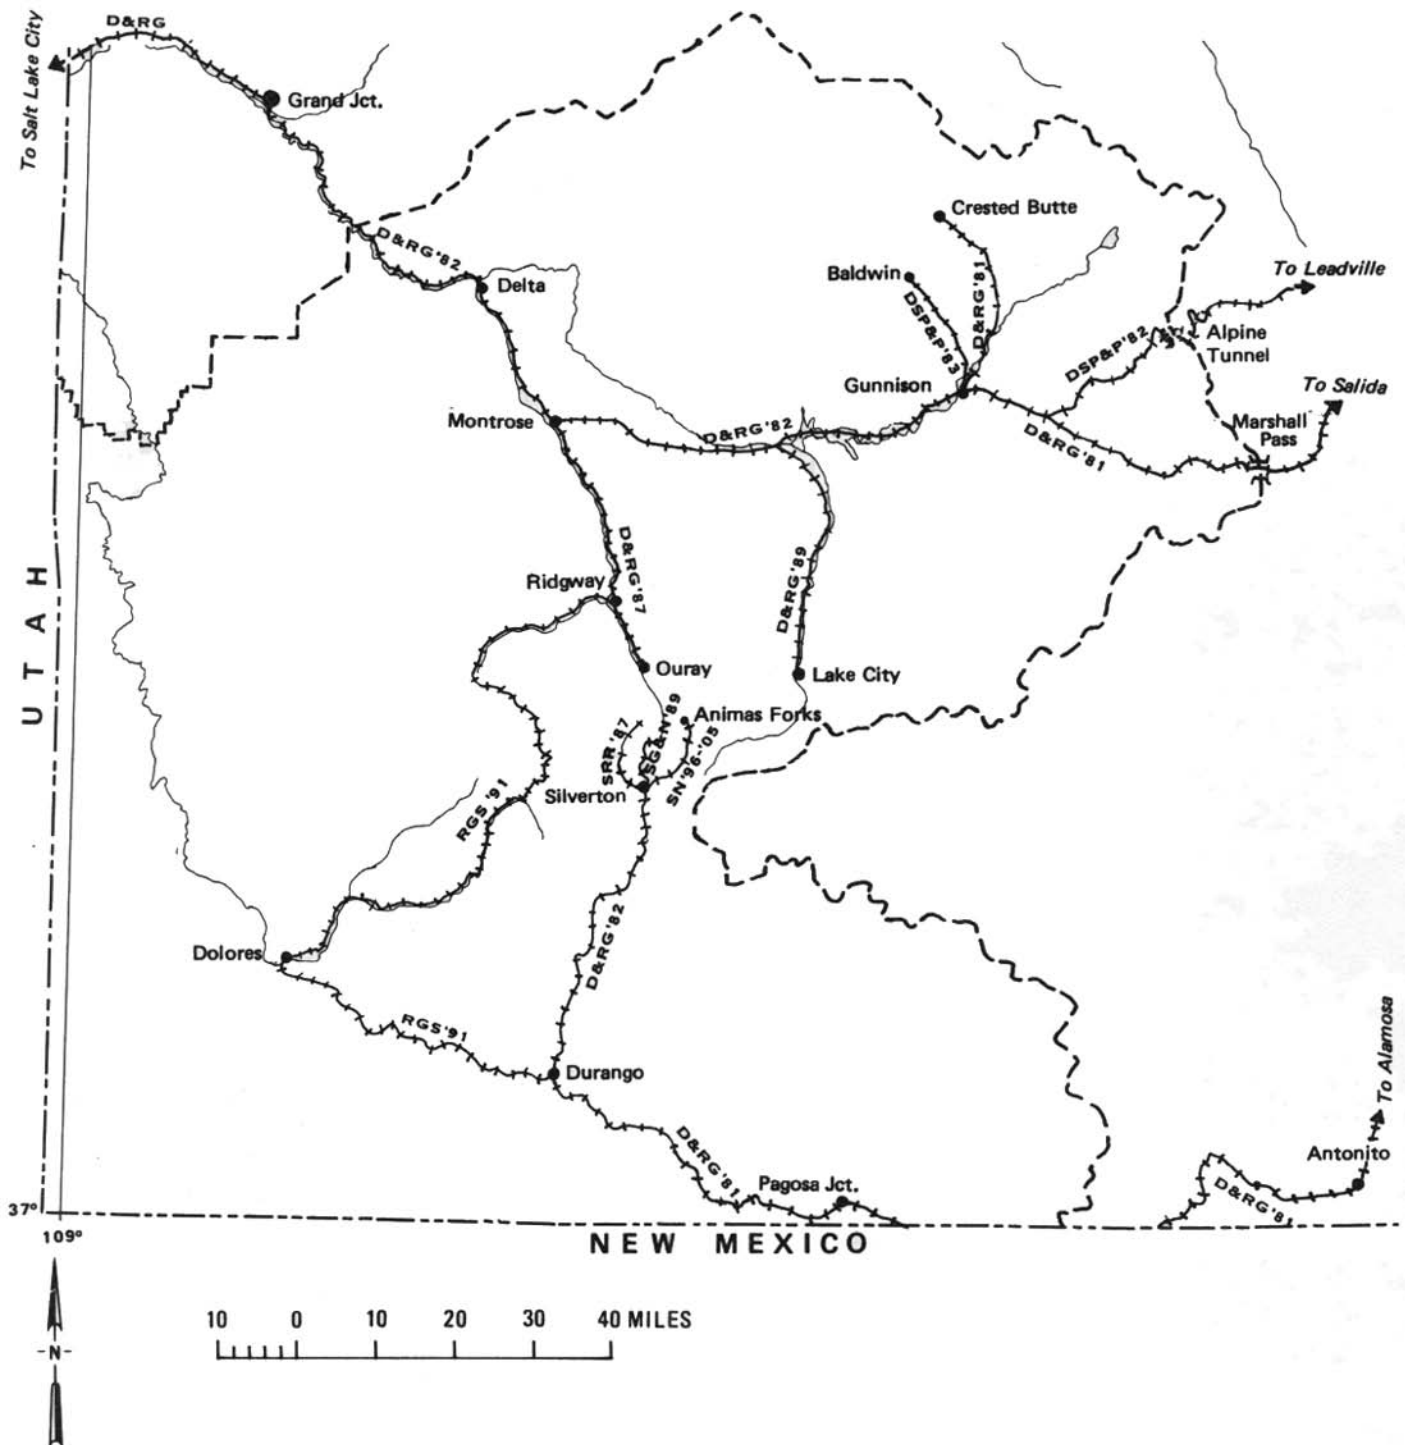 D&RG
To Salt Lake City
Grand Jct.
Crested Butte
D&RG'82
To Leadville
Baldwin
Delta
D&RG'81
DSP&P'83
Alpine
Tunnel
DSP&P'82
Gunnison
To Salida
Montrose
D&RG'82
Marshall
Pass
D&RG'81
D&RG'87
D&RG'89
Ridgway
UTAH
Ouray
Lake City
Animas Forks
SRR '87
SG&N'89
SN'96-'05
Silverton
RGS '91
D&RG'82
Dolores
RGS'91
To Alamosa
Durango
D&RG'81
Antonito
Pagosa Jct.
D&RG'81
37°
109°
NEW MEXICO
10 0 10 20 30 40 MILES
-N-